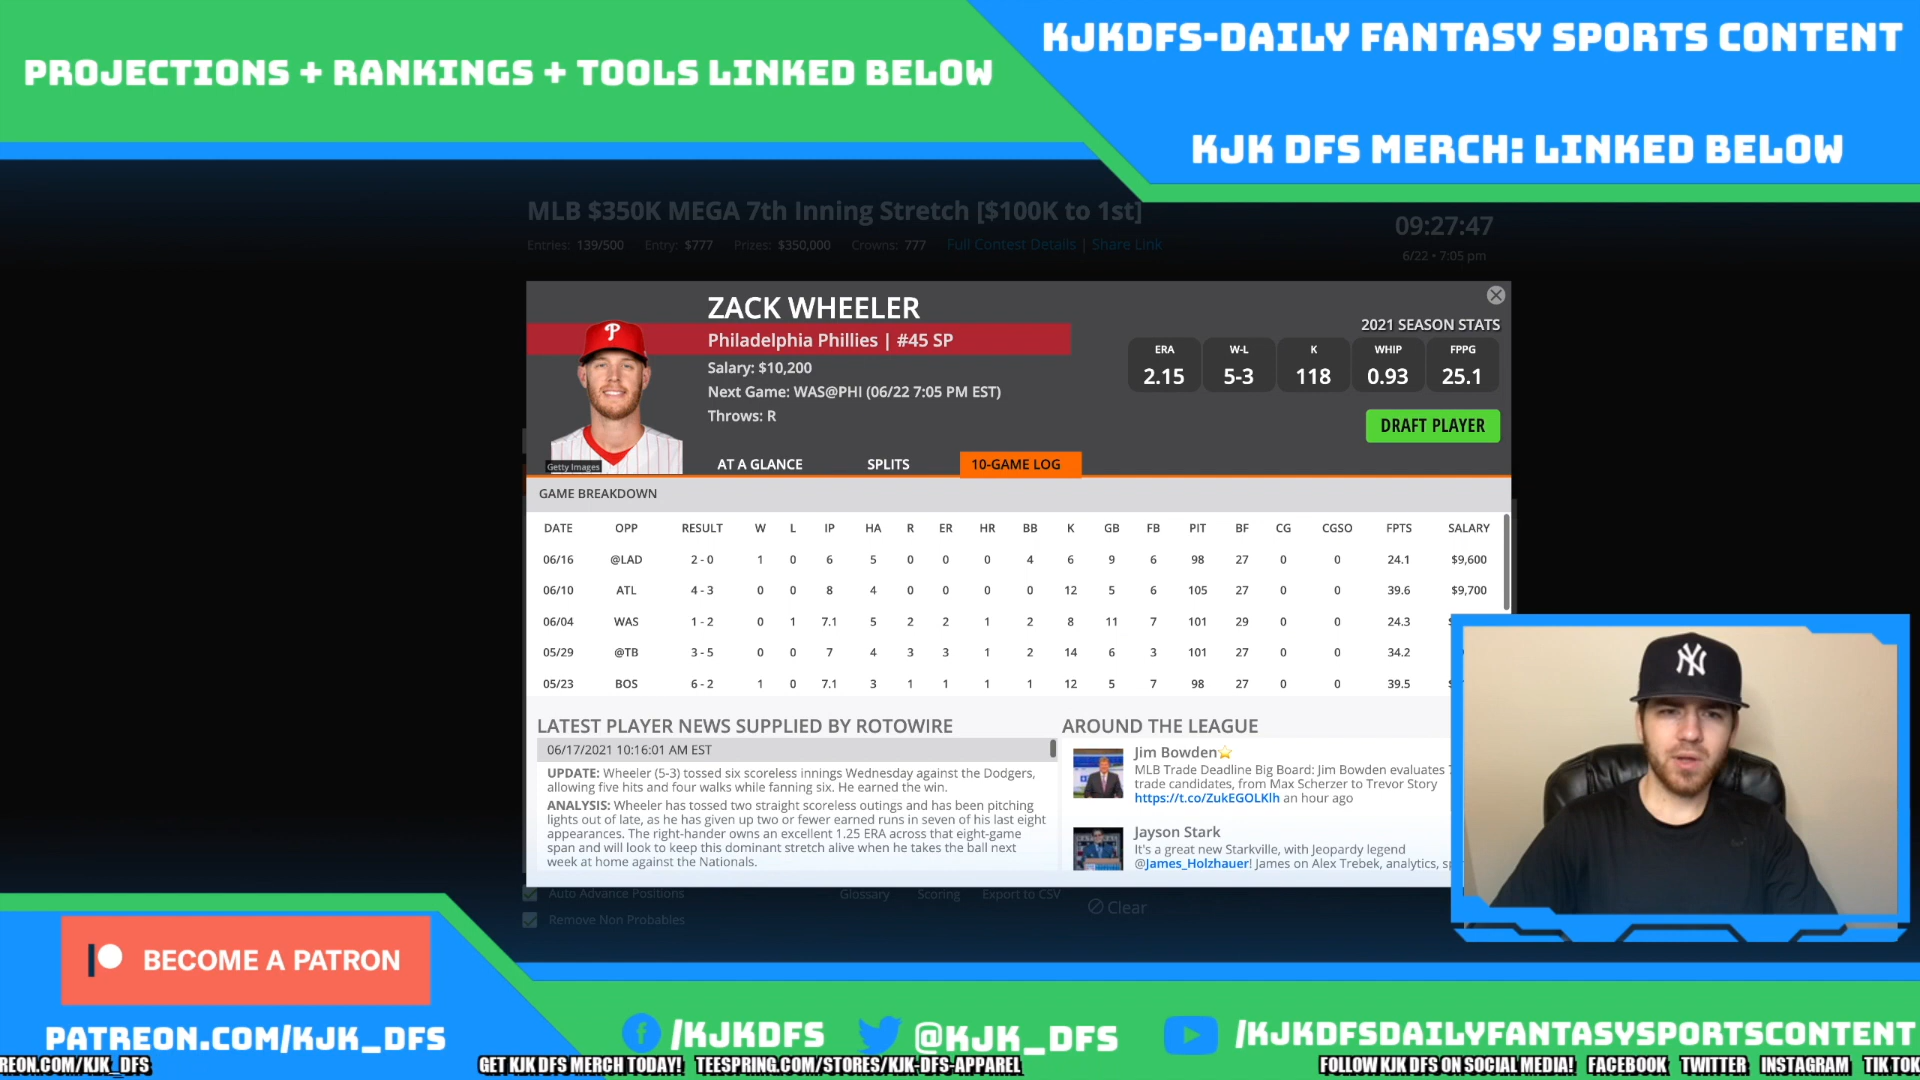 PROJECTIONS + RANKINGS + TOOLS LINKED BELOW
KJKDFS-DAILY FANTASY SPORTS CONTENT
KJK DFS MERCH: LINKED BELOW
MLB $350K MEGA 7th Inning Stretch [$100K to 1st]
Entries: 139/500 Entry: $777 Prizes: $350,000 Crowns: 777 Full Contest Details | Share Link
09:27:47
6/22 • 7:05 pm
ZACK WHEELER
Philadelphia Phillies | #45 SP
Salary: $10,200
Next Game: WAS@PHI (06/22 7:05 PM EST)
Throws: R
Getty Images
2021 SEASON STATS
ERA W-L K WHIP FPPG
2.15 5-3 118 0.93 25.1
DRAFT PLAYER
AT A GLANCE SPLITS 10-GAME LOG
GAME BREAKDOWN
DATE OPP RESULT W L IP HA R ER HR BB K GB FB PIT BF CG CGSO FPTS SALARY
06/16 @LAD 2 - 0 1 0 6 5 0 0 0 4 6 9 6 98 27 0 0 24.1 $9,600
06/10 ATL 4 - 3 0 0 8 4 0 0 0 0 12 5 6 105 27 0 0 39.6 $9,700
06/04 WAS 1 - 2 0 1 7.1 5 2 2 1 2 8 11 7 101 29 0 0 24.3
05/29 @TB 3 - 5 0 0 7 4 3 3 1 2 14 6 3 101 27 0 0 34.2
05/23 BOS 6 - 2 1 0 7.1 3 1 1 1 1 12 5 7 98 27 0 0 39.5
LATEST PLAYER NEWS SUPPLIED BY ROTOWIRE
06/17/2021 10:16:01 AM EST
UPDATE: Wheeler (5-3) tossed six scoreless innings Wednesday against the Dodgers,
allowing five hits and four walks while fanning six. He earned the win.
ANALYSIS: Wheeler has tossed two straight scoreless outings and has been pitching
lights out of late, as he has given up two or fewer earned runs in seven of his last eight
appearances. The right-hander owns an excellent 1.25 ERA across that eight-game
span and will look to keep this dominant stretch alive when he takes the ball next
week at home against the Nationals.
AROUND THE LEAGUE
Jim Bowden
MLB Trade Deadline Big Board: Jim Bowden evaluates
trade candidates, from Max Scherzer to Trevor Story
https://t.co/ZukEGOLKlh an hour ago
Jayson Stark
It's a great new Starkville, with Jeopardy legend
@James_Holzhauer! James on Alex Trebek, analytics,
Auto Advance Positions Glossary Scoring Export to CSV
Clear
Remove Non Probables
NY
BECOME A PATRON
PATREON.COM/KJK_DFS
/KJKDFS @KJK_DFS /KJKDFSDAILYFANTASYSPORTSCONTENT
REON.COM/KJK_DFS GET KJK DFS MERCH TODAY! TEESPRING.COM/STORES/KJK-DFS-APPAREL FOLLOW KJK DFS ON SOCIAL MEDIA! FACEBOOK TWITTER INSTAGRAM TIKTOK